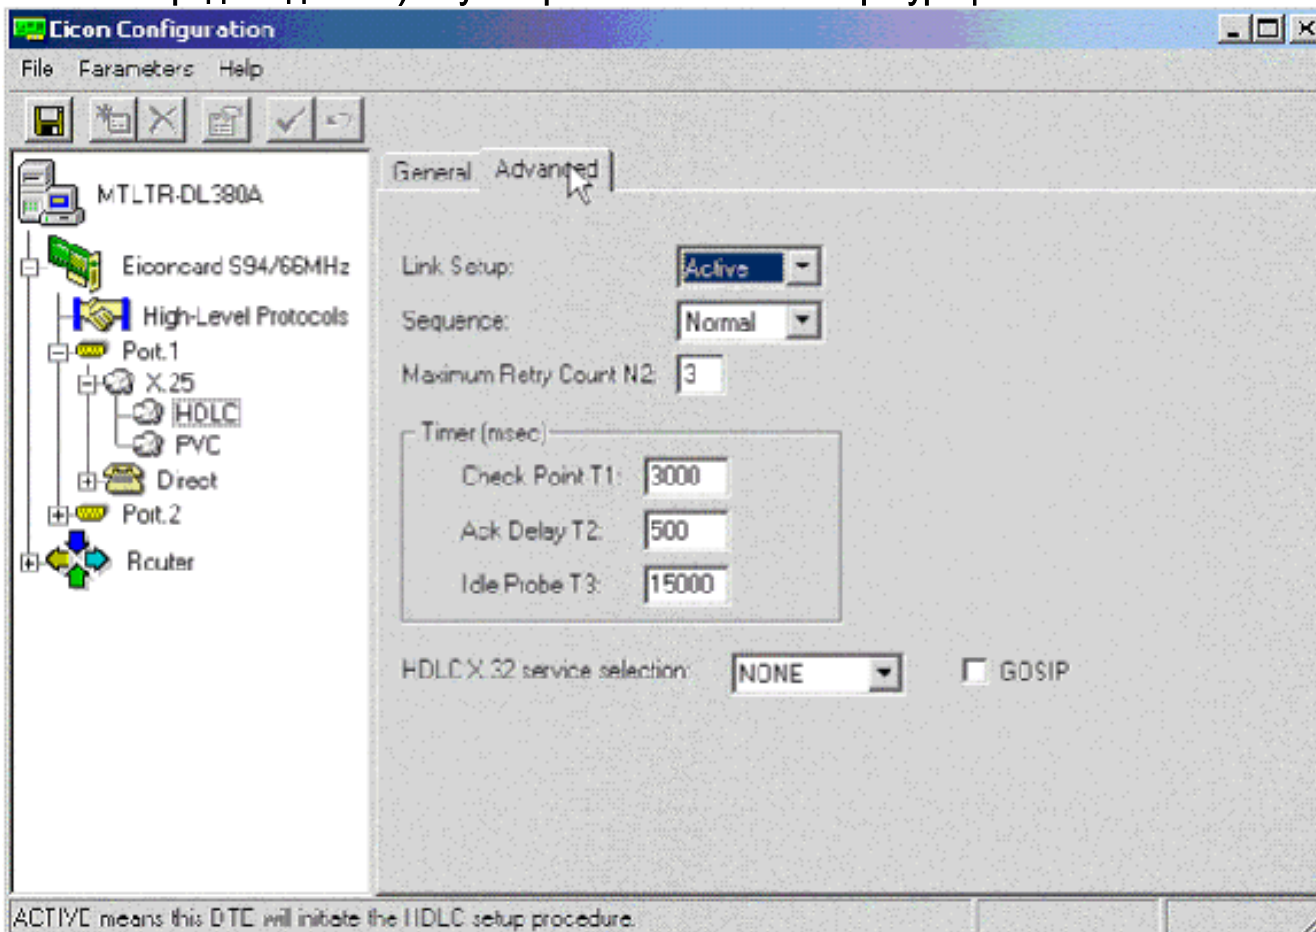 Eicon Configuration
File Parameters Help
MTLTR-DL380A
Eiconcard S94/66MHz
High-Level Protocols
Port.1
X.25
HDLC
PVC
Direct
Port.2
Router
General Advanced
Link Setup: Active
Sequence: Normal
Maximum Retry Count N2: 3
Timer (msec)
Check Point T1: 3000
Ack Delay T2: 500
Idle Probe T3: 15000
HDLC X.32 service selection: NONE GOSIP
ACTIVE means this DTE will initiate the HDLC setup procedure.